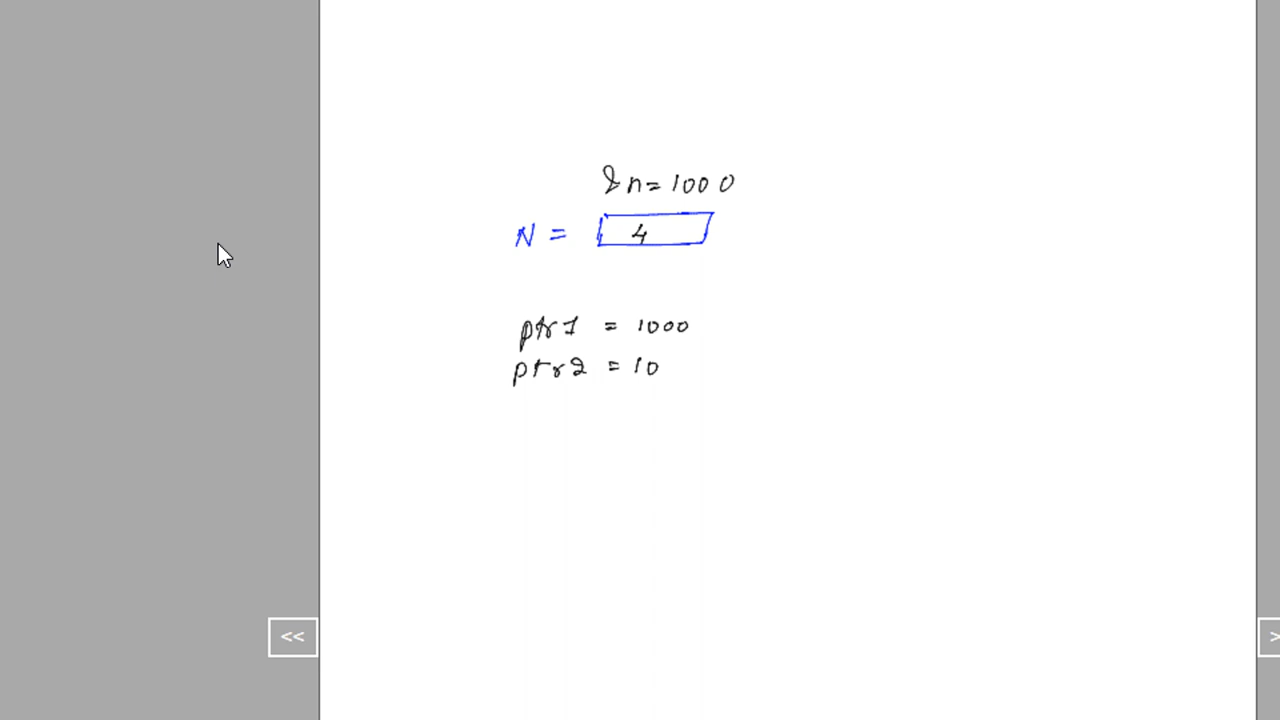 &n=1000
N = 4
ptr1 = 1000
ptr2 = 10
<<
>